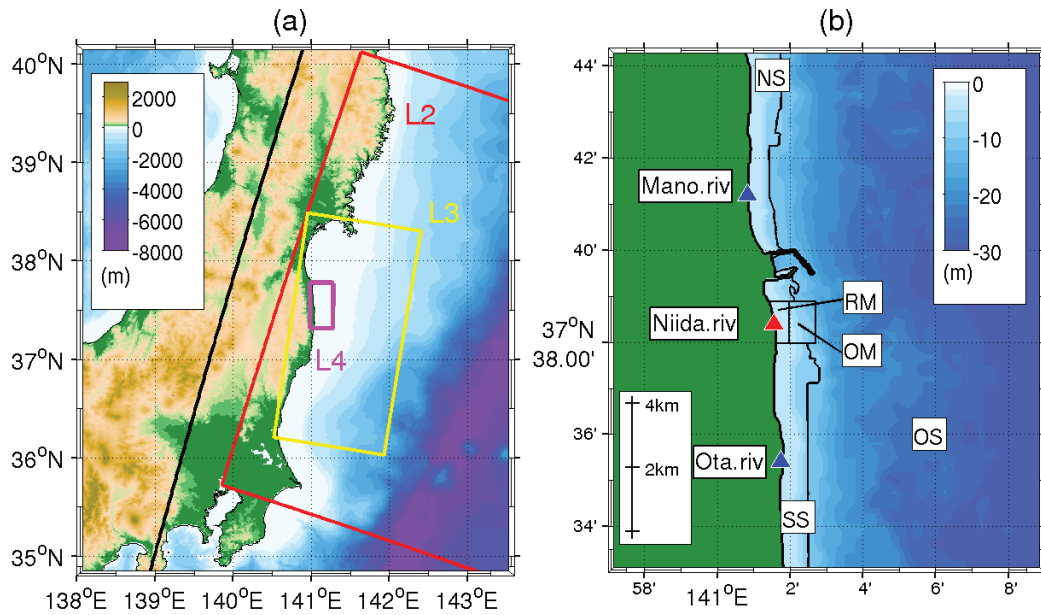 (a)
40°N
39°N
38°N
37°N
36°N
35°N
138°E
139°E
140°E
141°E
142°E
143°E
2000
0
-2000
-4000
-6000
-8000
(m)
L2
L3
L4
(b)
44'
42'
40'
37°N
38.00'
36'
34'
58'
141°E
2'
4'
6'
8'
NS
Mano.riv
Niida.riv
Ota.riv
RM
OM
OS
SS
0
-10
-20
-30
(m)
4km
2km